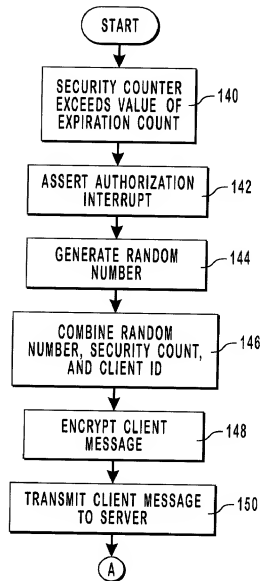 START
SECURITY COUNTER
EXCEEDS VALUE OF
EXPIRATION COUNT
140
ASSERT AUTHORIZATION
INTERRUPT
142
GENERATE RANDOM
NUMBER
144
COMBINE RANDOM
NUMBER, SECURITY COUNT,
AND CLIENT ID
146
ENCRYPT CLIENT
MESSAGE
148
TRANSMIT CLIENT MESSAGE
TO SERVER
150
A